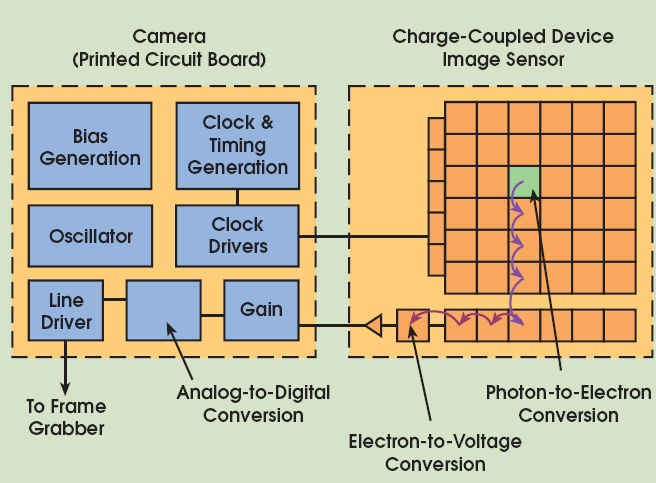 Camera
(Printed Circuit Board)
Charge-Coupled Device
Image Sensor
Bias
Generation
Clock &
Timing
Generation
Oscillator
Clock
Drivers
Line
Driver
Gain
To Frame
Grabber
Analog-to-Digital
Conversion
Electron-to-Voltage
Conversion
Photon-to-Electron
Conversion